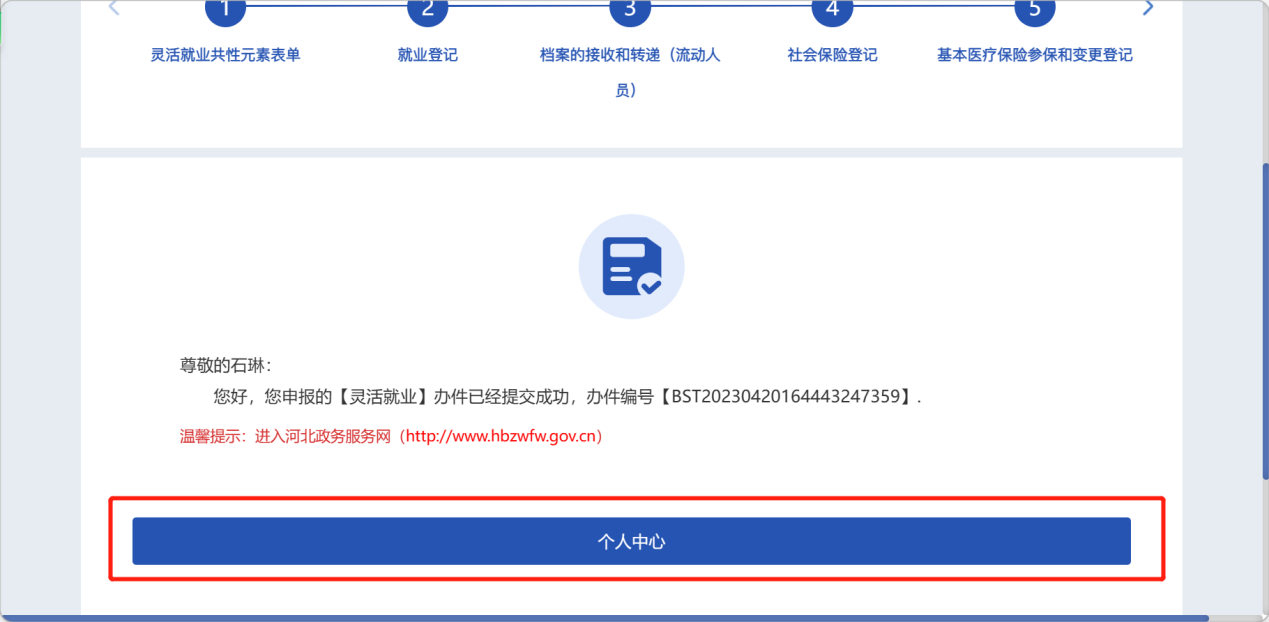 1 2 3 4 5
灵活就业共性元素表单 就业登记 档案的接收和转递（流动人员） 社会保险登记 基本医疗保险参保和变更登记
尊敬的石琳：
您好，您申报的【灵活就业】办件已经提交成功，办件编号【BST20230420164443247359】.
温馨提示：进入河北政务服务网（http://www.hbzwfw.gov.cn）
个人中心